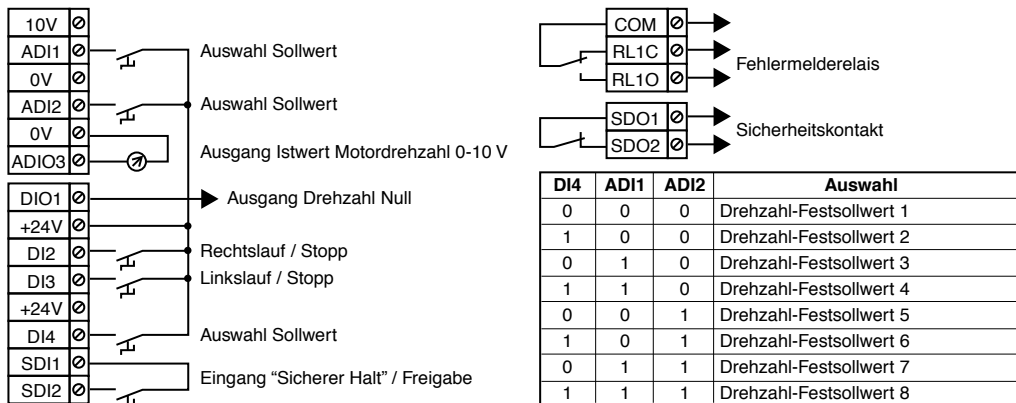 10V
ADI1 Auswahl Sollwert
0V
ADI2 Auswahl Sollwert
0V
ADIO3 Ausgang Istwert Motordrehzahl 0-10 V
DIO1 Ausgang Drehzahl Null
+24V
DI2 Rechtslauf / Stopp
DI3 Linkslauf / Stopp
+24V
DI4 Auswahl Sollwert
SDI1
SDI2 Eingang “Sicherer Halt” / Freigabe
COM
RL1C
RL1O
Fehlermelderelais
SDO1
SDO2
Sicherheitskontakt
DI4 ADI1 ADI2 Auswahl
0 0 0 Drehzahl-Festsollwert 1
1 0 0 Drehzahl-Festsollwert 2
0 1 0 Drehzahl-Festsollwert 3
1 1 0 Drehzahl-Festsollwert 4
0 0 1 Drehzahl-Festsollwert 5
1 0 1 Drehzahl-Festsollwert 6
0 1 1 Drehzahl-Festsollwert 7
1 1 1 Drehzahl-Festsollwert 8